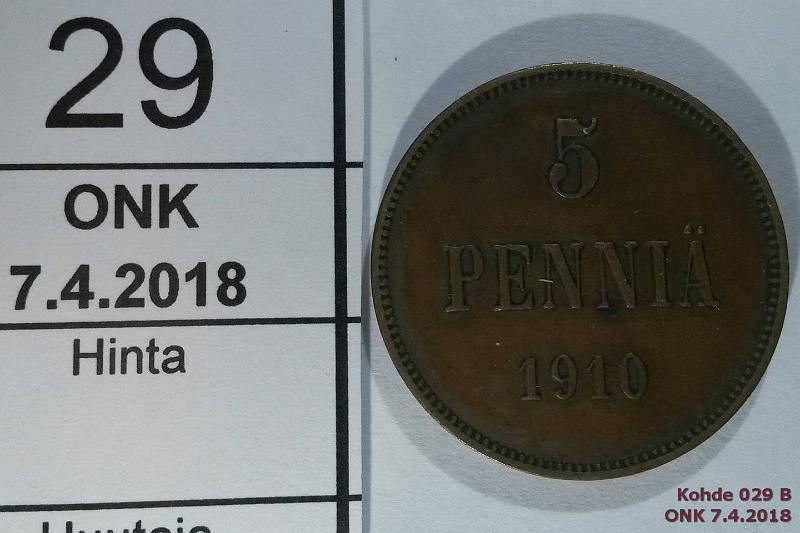 29
ONK
7.4.2018
Hinta
5
PENNIÄ
1910
Kohde 029 B
ONK 7.4.2018